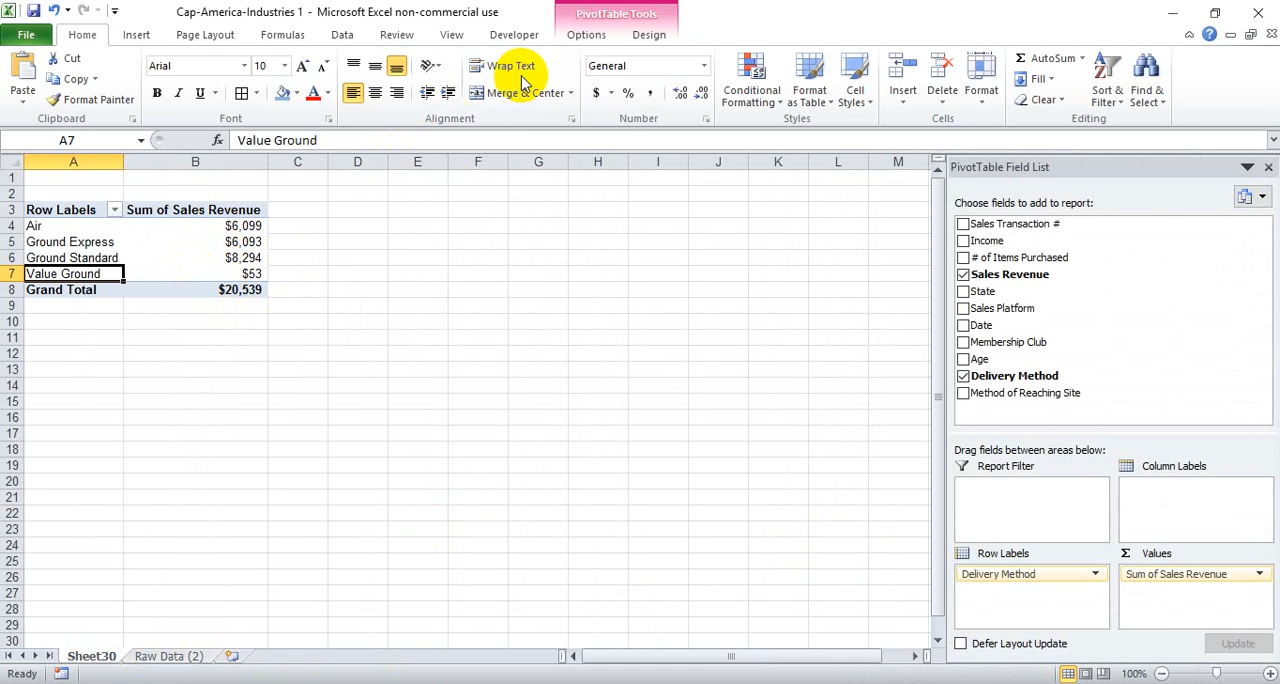 Cap-America-Industries 1 - Microsoft Excel non-commercial use
PivotTable Tools
File Home Insert Page Layout Formulas Data Review View Developer Options Design
Paste
Cut
Copy
Format Painter
Clipboard
Arial 10
B I U
Font
Wrap Text
Merge & Center
Alignment
General
$ % ,
Number
Conditional Formatting
Format as Table
Cell Styles
Styles
Insert
Delete
Format
Cells
Σ AutoSum
Fill
Clear
Sort & Filter
Find & Select
Editing
A7 fx Value Ground
A B C D E F G H I J K L M
1
2
3 Row Labels Sum of Sales Revenue
4 Air $6,099
5 Ground Express $6,093
6 Ground Standard $8,294
7 Value Ground $53
8 Grand Total $20,539
9
10
11
12
13
14
15
16
17
18
19
20
21
22
23
24
25
26
27
28
29
30
PivotTable Field List
Choose fields to add to report:
Sales Transaction #
Income
# of Items Purchased
Sales Revenue
State
Sales Platform
Date
Membership Club
Age
Delivery Method
Method of Reaching Site
Drag fields between areas below:
Report Filter
Column Labels
Row Labels
Σ Values
Delivery Method
Sum of Sales Revenue
Defer Layout Update
Update
Sheet30 Raw Data (2)
Ready
100%